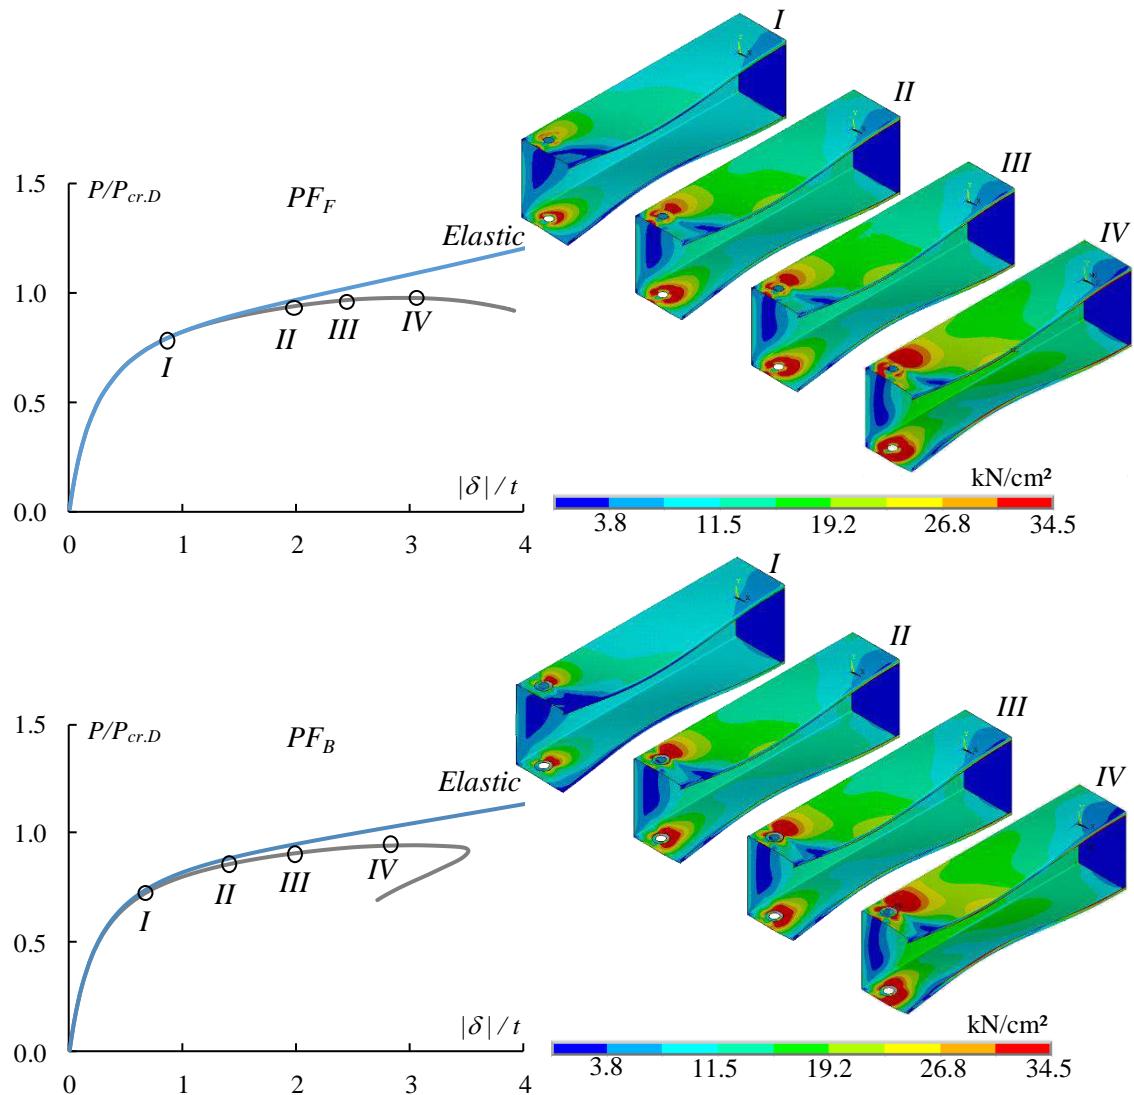 I
II
III
IV
1.5
P/P_cr.D
PF_F
Elastic
1.0
I
II
III
IV
0.5
|δ| / t
0.0
0
1
2
3
4
kN/cm²
3.8
11.5
19.2
26.8
34.5
I
II
III
IV
1.5
P/P_cr.D
PF_B
Elastic
1.0
I
II
III
IV
0.5
|δ| / t
0.0
0
1
2
3
4
kN/cm²
3.8
11.5
19.2
26.8
34.5